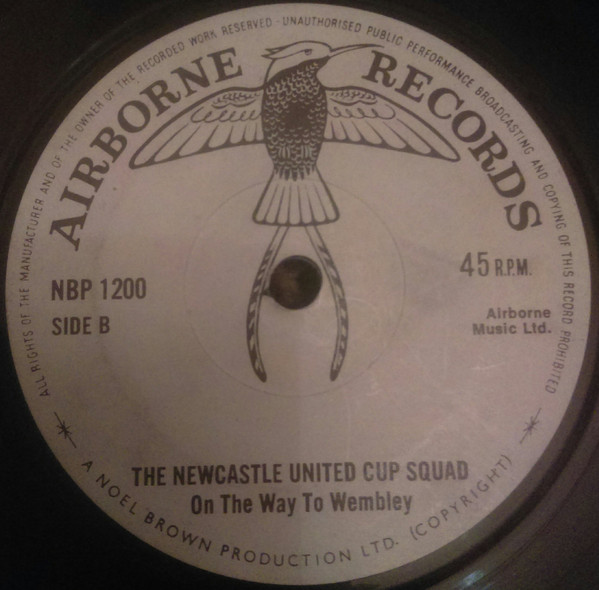 ALL RIGHTS OF THE MANUFACTURER AND OF THE OWNER OF THE RECORDED WORK RESERVED. UNAUTHORISED PUBLIC PERFORMANCE BROADCASTING AND COPYING OF THIS RECORD PROHIBITED
AIRBORNE RECORDS
NBP 1200
SIDE B
45 R.P.M.
Airborne
Music Ltd.
THE NEWCASTLE UNITED CUP SQUAD
On The Way To Wembley
A NOEL BROWN PRODUCTION LTD. (COPYRIGHT)